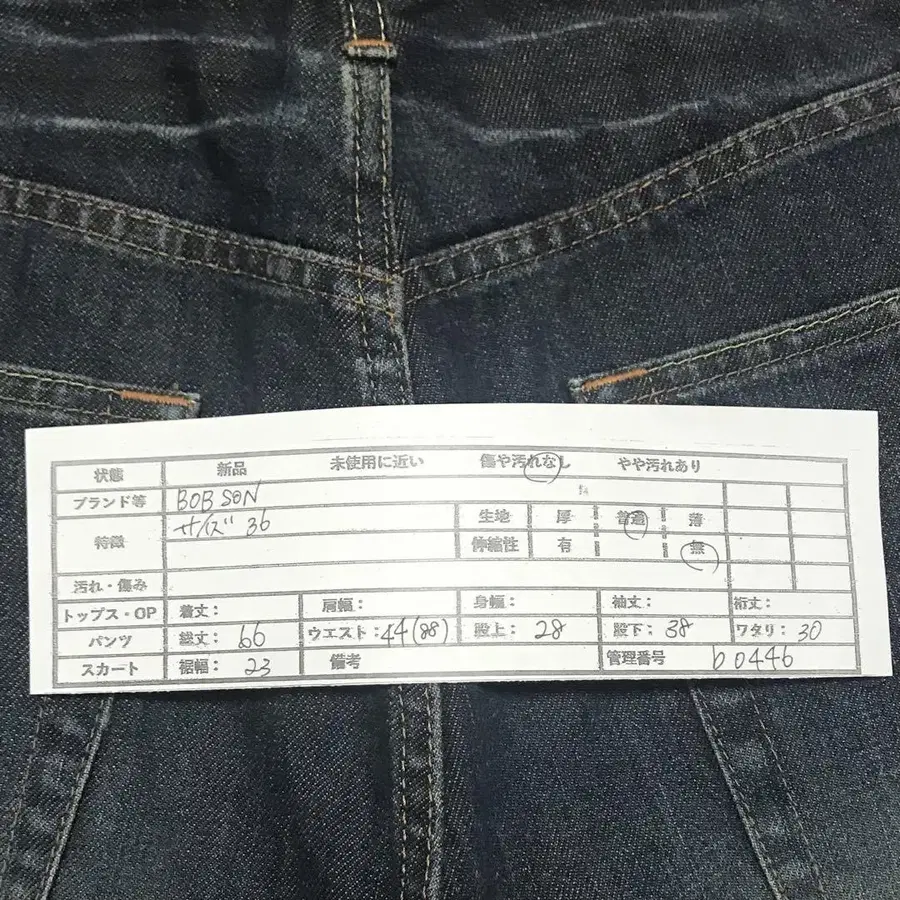 状態 新品 未使用に近い 傷や汚れなし やや汚れあり
ブランド等 BOBSON
特徴 サイズ 36 生地 厚 普通 薄
伸縮性 有 無
汚れ・傷み
トップス・OP 着丈: 肩幅: 身幅: 袖丈: 裄丈:
パンツ 総丈: 66 ウエスト: 44(88) 股上: 28 股下: 38 ワタリ: 30
スカート 裾幅: 23 備考 管理番号 b0446